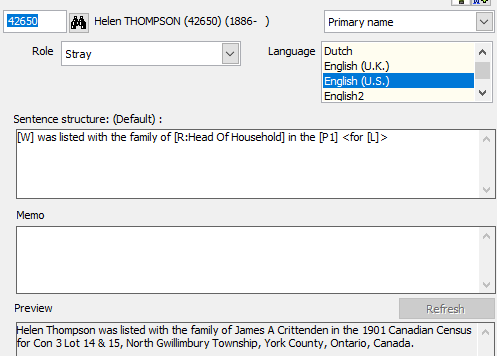 42650 Helen THOMPSON (42650) (1886-   ) Primary name
Role Stray Language Dutch
English (U.K.)
English (U.S.)
English2
Sentence structure: (Default) :
[W] was listed with the family of [R:Head Of Household] in the [P1] <for [L]>
Memo
Preview Refresh
Helen Thompson was listed with the family of James A Crittenden in the 1901 Canadian Census
for Con 3 Lot 14 & 15, North Gwillimbury Township, York County, Ontario, Canada.